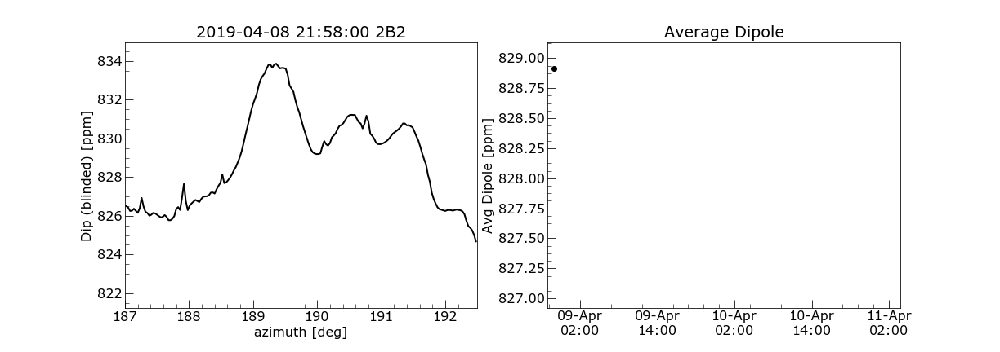 2019-04-08 21:58:00 2B2
Dip (blinded) [ppm]
834
832
830
828
826
824
822
187 188 189 190 191 192
azimuth [deg]
Average Dipole
Avg Dipole [ppm]
829.00
828.75
828.50
828.25
828.00
827.75
827.50
827.25
827.00
09-Apr 09-Apr 10-Apr 10-Apr 11-Apr
02:00 14:00 02:00 14:00 02:00